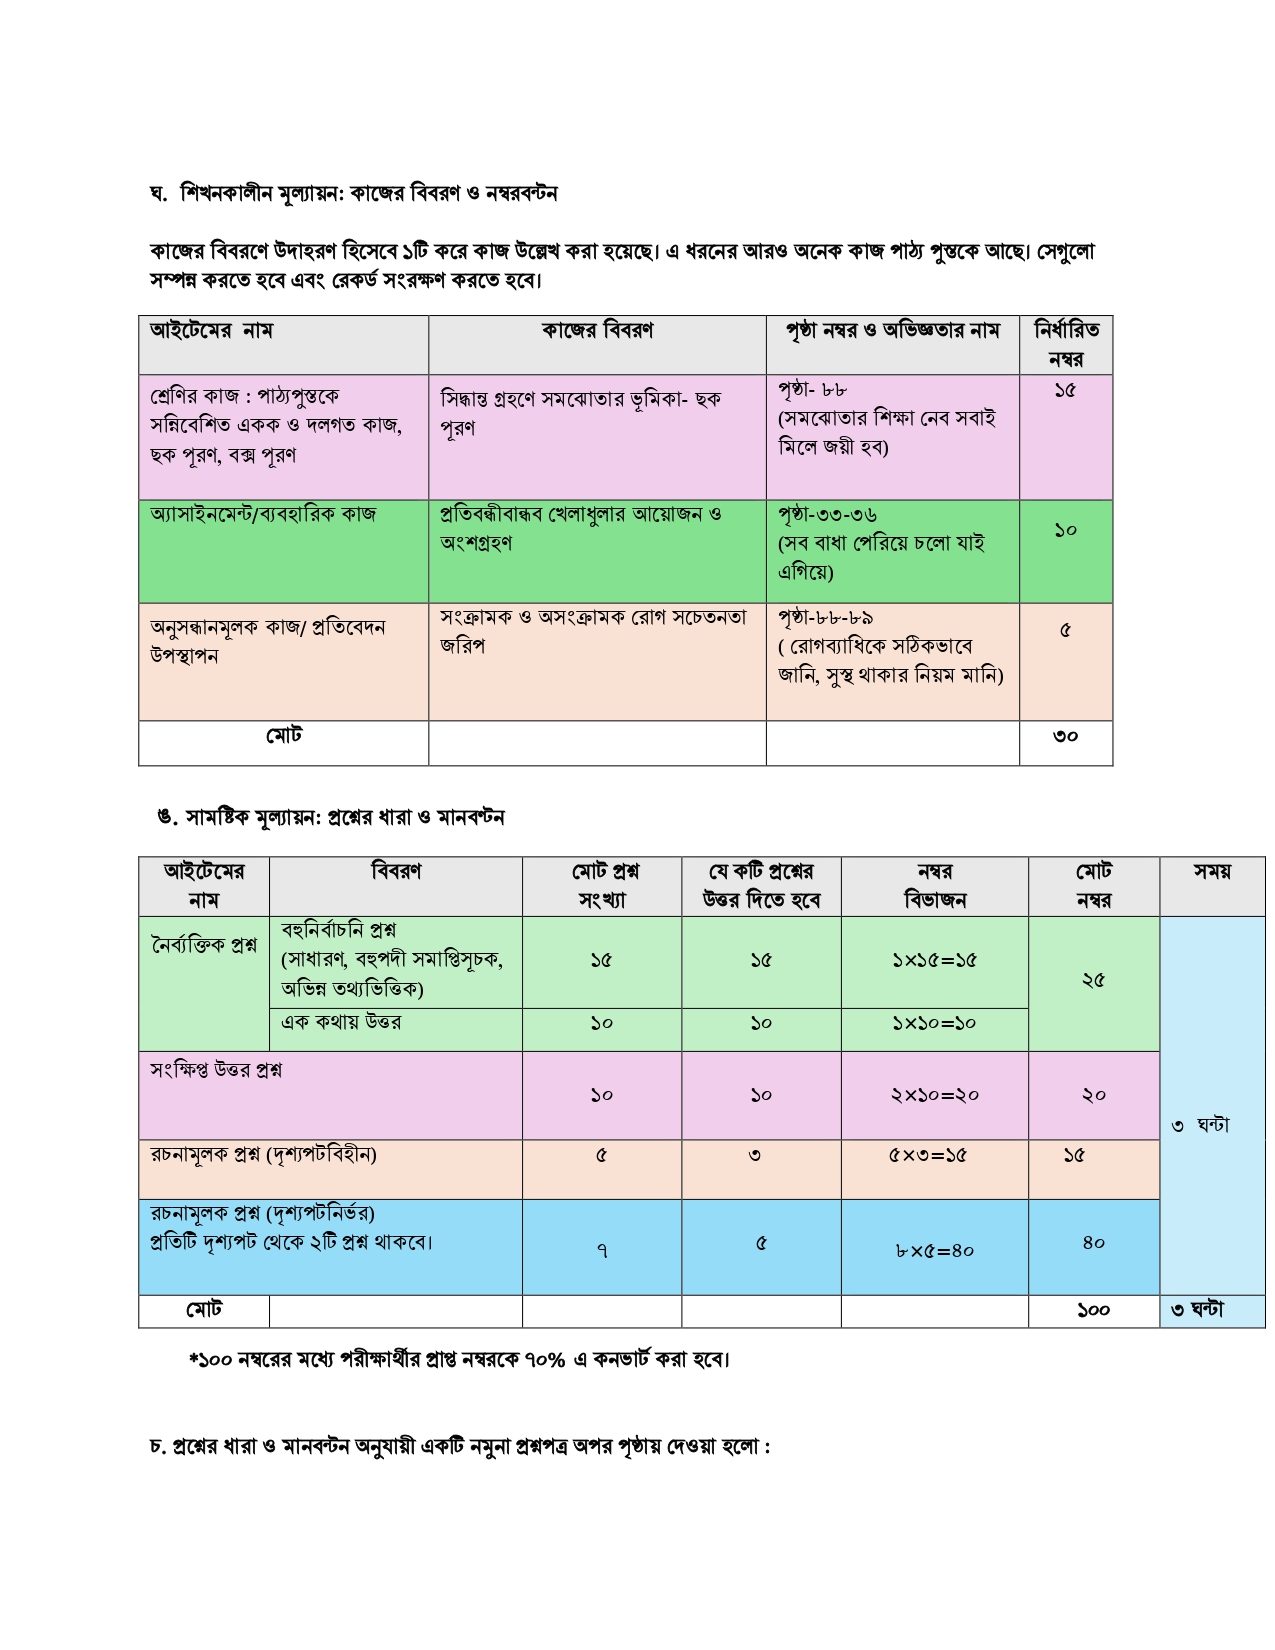 ঘ. শিখনকালীন মূল্যায়ন: কাজের বিবরণ ও নম্বরবন্টন
কাজের বিবরণে উদাহরণ হিসেবে ১টি করে কাজ উল্লেখ করা হয়েছে। এ ধরনের আরও অনেক কাজ পাঠ্য পুস্তকে আছে। সেগুলো
সম্পন্ন করতে হবে এবং রেকর্ড সংরক্ষণ করতে হবে।
আইটেমের নাম
কাজের বিবরণ
পৃষ্ঠা নম্বর ও অভিজ্ঞতার নাম
নির্ধারিত
নম্বর
শ্রেণির কাজ : পাঠ্যপুস্তকে
সন্নিবেশিত একক ও দলগত কাজ,
ছক পূরণ, বক্স পূরণ
সিদ্ধান্ত গ্রহণে সমঝোতার ভূমিকা- ছক
পূরণ
পৃষ্ঠা- ৮৮
(সমঝোতার শিক্ষা নেব সবাই
মিলে জয়ী হব)
১৫
অ্যাসাইনমেন্ট/ব্যবহারিক কাজ
প্রতিবন্ধীবান্ধব খেলাধুলার আয়োজন ও
অংশগ্রহণ
পৃষ্ঠা-৩৩-৩৬
(সব বাধা পেরিয়ে চলো যাই
এগিয়ে)
১০
অনুসন্ধানমূলক কাজ/ প্রতিবেদন
উপস্থাপন
সংক্রামক ও অসংক্রামক রোগ সচেতনতা
জরিপ
পৃষ্ঠা-৮৮-৮৯
( রোগব্যাধিকে সঠিকভাবে
জানি, সুস্থ থাকার নিয়ম মানি)
৫
মোট
৩০
ঙ. সামষ্টিক মূল্যায়ন: প্রশ্নের ধারা ও মানবণ্টন
আইটেমের
নাম
বিবরণ
মোট প্রশ্ন
সংখ্যা
যে কটি প্রশ্নের
উত্তর দিতে হবে
নম্বর
বিভাজন
মোট
নম্বর
সময়
নৈর্ব্যক্তিক প্রশ্ন
বহুনির্বাচনি প্রশ্ন
(সাধারণ, বহুপদী সমাপ্তিসূচক,
অভিন্ন তথ্যভিত্তিক)
১৫
১৫
১×১৫=১৫
২৫
এক কথায় উত্তর
১০
১০
১×১০=১০
সংক্ষিপ্ত উত্তর প্রশ্ন
১০
১০
২×১০=২০
২০
৩ ঘন্টা
রচনামূলক প্রশ্ন (দৃশ্যপটবিহীন)
৫
৩
৫×৩=১৫
১৫
রচনামূলক প্রশ্ন (দৃশ্যপটনির্ভর)
প্রতিটি দৃশ্যপট থেকে ২টি প্রশ্ন থাকবে।
৭
৫
৮×৫=৪০
৪০
মোট
১০০
৩ ঘন্টা
*১০০ নম্বরের মধ্যে পরীক্ষার্থীর প্রাপ্ত নম্বরকে ৭০% এ কনভার্ট করা হবে।
চ. প্রশ্নের ধারা ও মানবন্টন অনুযায়ী একটি নমুনা প্রশ্নপত্র অপর পৃষ্ঠায় দেওয়া হলো :